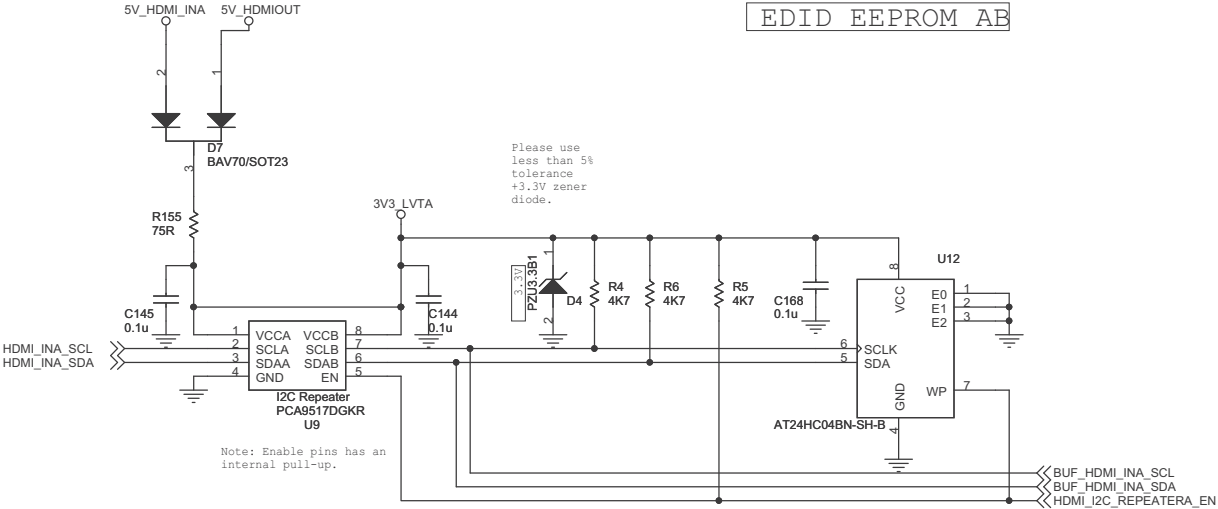 5V_HDMI_INA
5V_HDMIOUT
EDID EEPROM AB
2
1
D7
BAV70/SOT23
3
Please use
less than 5%
tolerance
+3.3V zener
diode.
R155
75R
3V3_LVTA
C145
0.1u
C144
0.1u
3.3V
PZU3.3B1
1
2
D4
R4
4K7
R6
4K7
R5
4K7
C168
0.1u
U12
8
VCC
E0
1
E1
2
E2
3
HDMI_INA_SCL
HDMI_INA_SDA
1
VCCA
VCCB
8
2
SCLA
SCLB
7
3
SDAA
SDAB
6
4
GND
EN
5
I2C Repeater
PCA9517DGKR
U9
6
SCLK
5
SDA
GND
4
WP
7
AT24HC04BN-SH-B
Note: Enable pins has an
internal pull-up.
BUF_HDMI_INA_SCL
BUF_HDMI_INA_SDA
HDMI_I2C_REPEATERA_EN